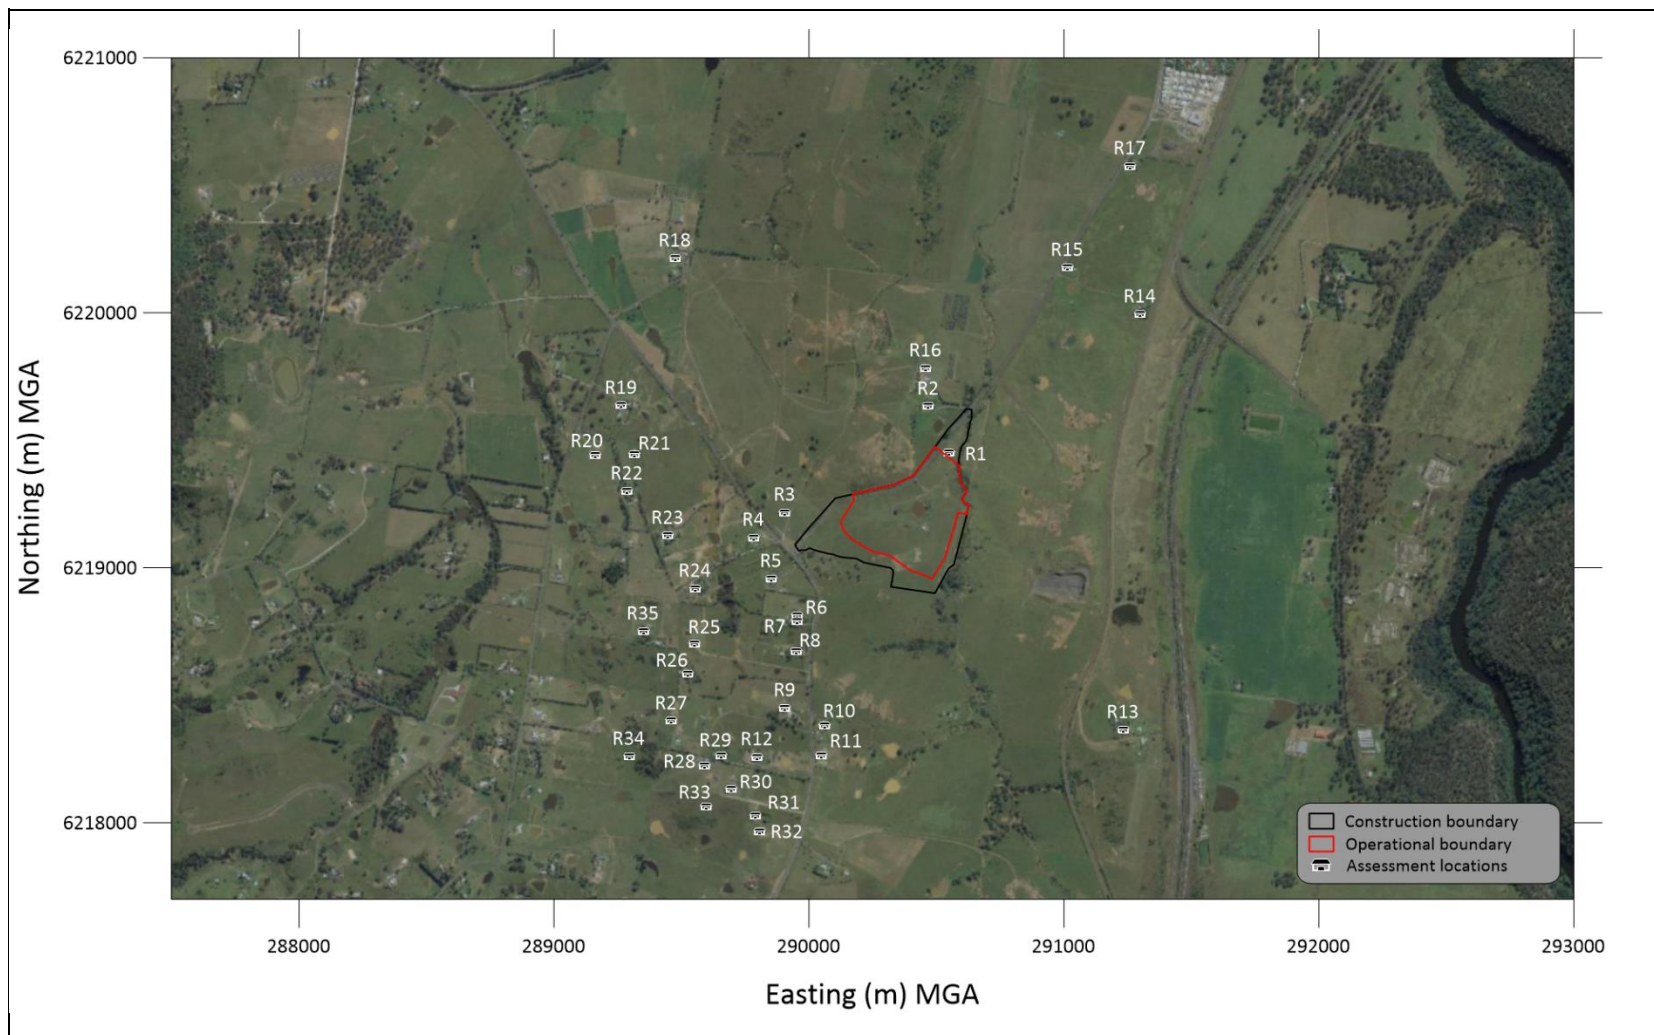 6221000
R17
R18
R15
6220000
R14
R16
R19
R2
R20
R21
R1
R22
R3
R23
R4
6219000
R5
R24
R6
R35
R25
R7
R8
R26
R27
R9
R10
R13
R34
R29
R12
R11
R28
R33
R30
R31
6218000
R32
Construction boundary
Operational boundary
Assessment locations
Northing (m) MGA
288000
289000
290000
291000
292000
293000
Easting (m) MGA